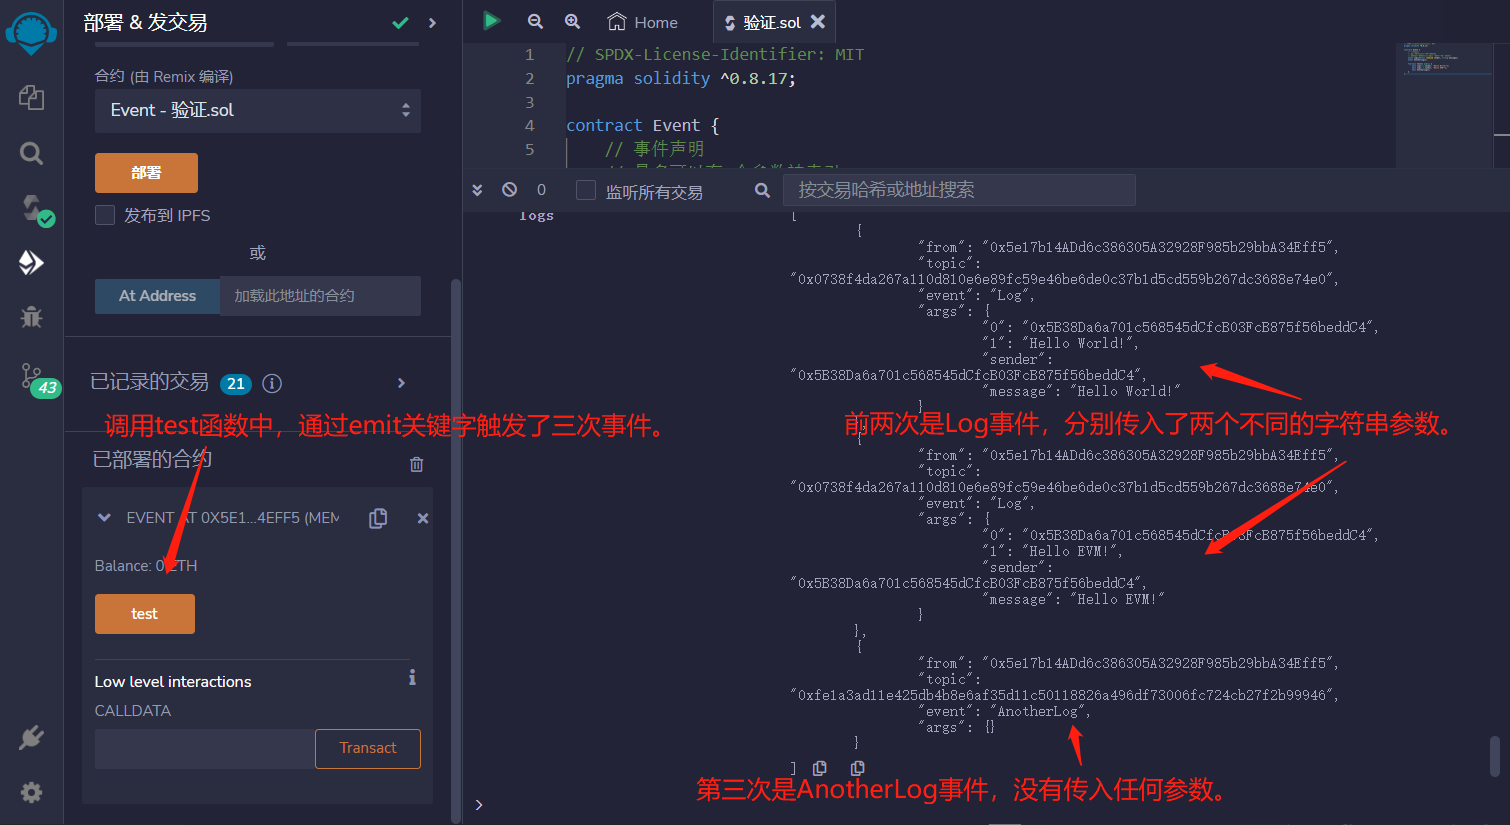 部署 & 发交易
合约 (由 Remix 编译)
Event - 验证.sol
部署
发布到 IPFS
或
At Address
加载此地址的合约
已记录的交易 21
调用test函数中，通过emit关键字触发了三次事件。
已部署的合约
EVENT AT 0X5E1...4EFF5 (MEM
Balance: 0 ETH
test
Low level interactions
CALLDATA
Transact
43
Home
验证.sol
1 // SPDX-License-Identifier: MIT
2 pragma solidity ^0.8.17;
3
4 contract Event {
5 // 事件声明
0
监听所有交易
按交易哈希或地址搜索
logs
[
{
"from": "0x5e17b14ADd6c386305A32928F985b29bbA34Eff5",
"topic":
"0x0738f4da267a110d810e6e89fc59e46be6de0c37b1d5cd559b267dc3688e74e0",
"event": "Log",
"args": {
"0": "0x5B38Da6a701c568545dCfcB03FcB875f56beddC4",
"1": "Hello World!",
"sender":
"0x5B38Da6a701c568545dCfcB03FcB875f56beddC4",
"message": "Hello World!"
}
前两次是Log事件，分别传入了两个不同的字符串参数。
},
{
"from": "0x5e17b14ADd6c386305A32928F985b29bbA34Eff5",
"topic":
"0x0738f4da267a110d810e6e89fc59e46be6de0c37b1d5cd559b267dc3688e74e0",
"event": "Log",
"args": {
"0": "0x5B38Da6a701c568545dCfcB03FcB875f56beddC4",
"1": "Hello EVM!",
"sender":
"0x5B38Da6a701c568545dCfcB03FcB875f56beddC4",
"message": "Hello EVM!"
}
},
{
"from": "0x5e17b14ADd6c386305A32928F985b29bbA34Eff5",
"topic":
"0xfe1a3ad11e425db4b8e6af35d11c50118826a496df73006fc724cb27f2b99946",
"event": "AnotherLog",
"args": {}
}
]
第三次是AnotherLog事件，没有传入任何参数。
>